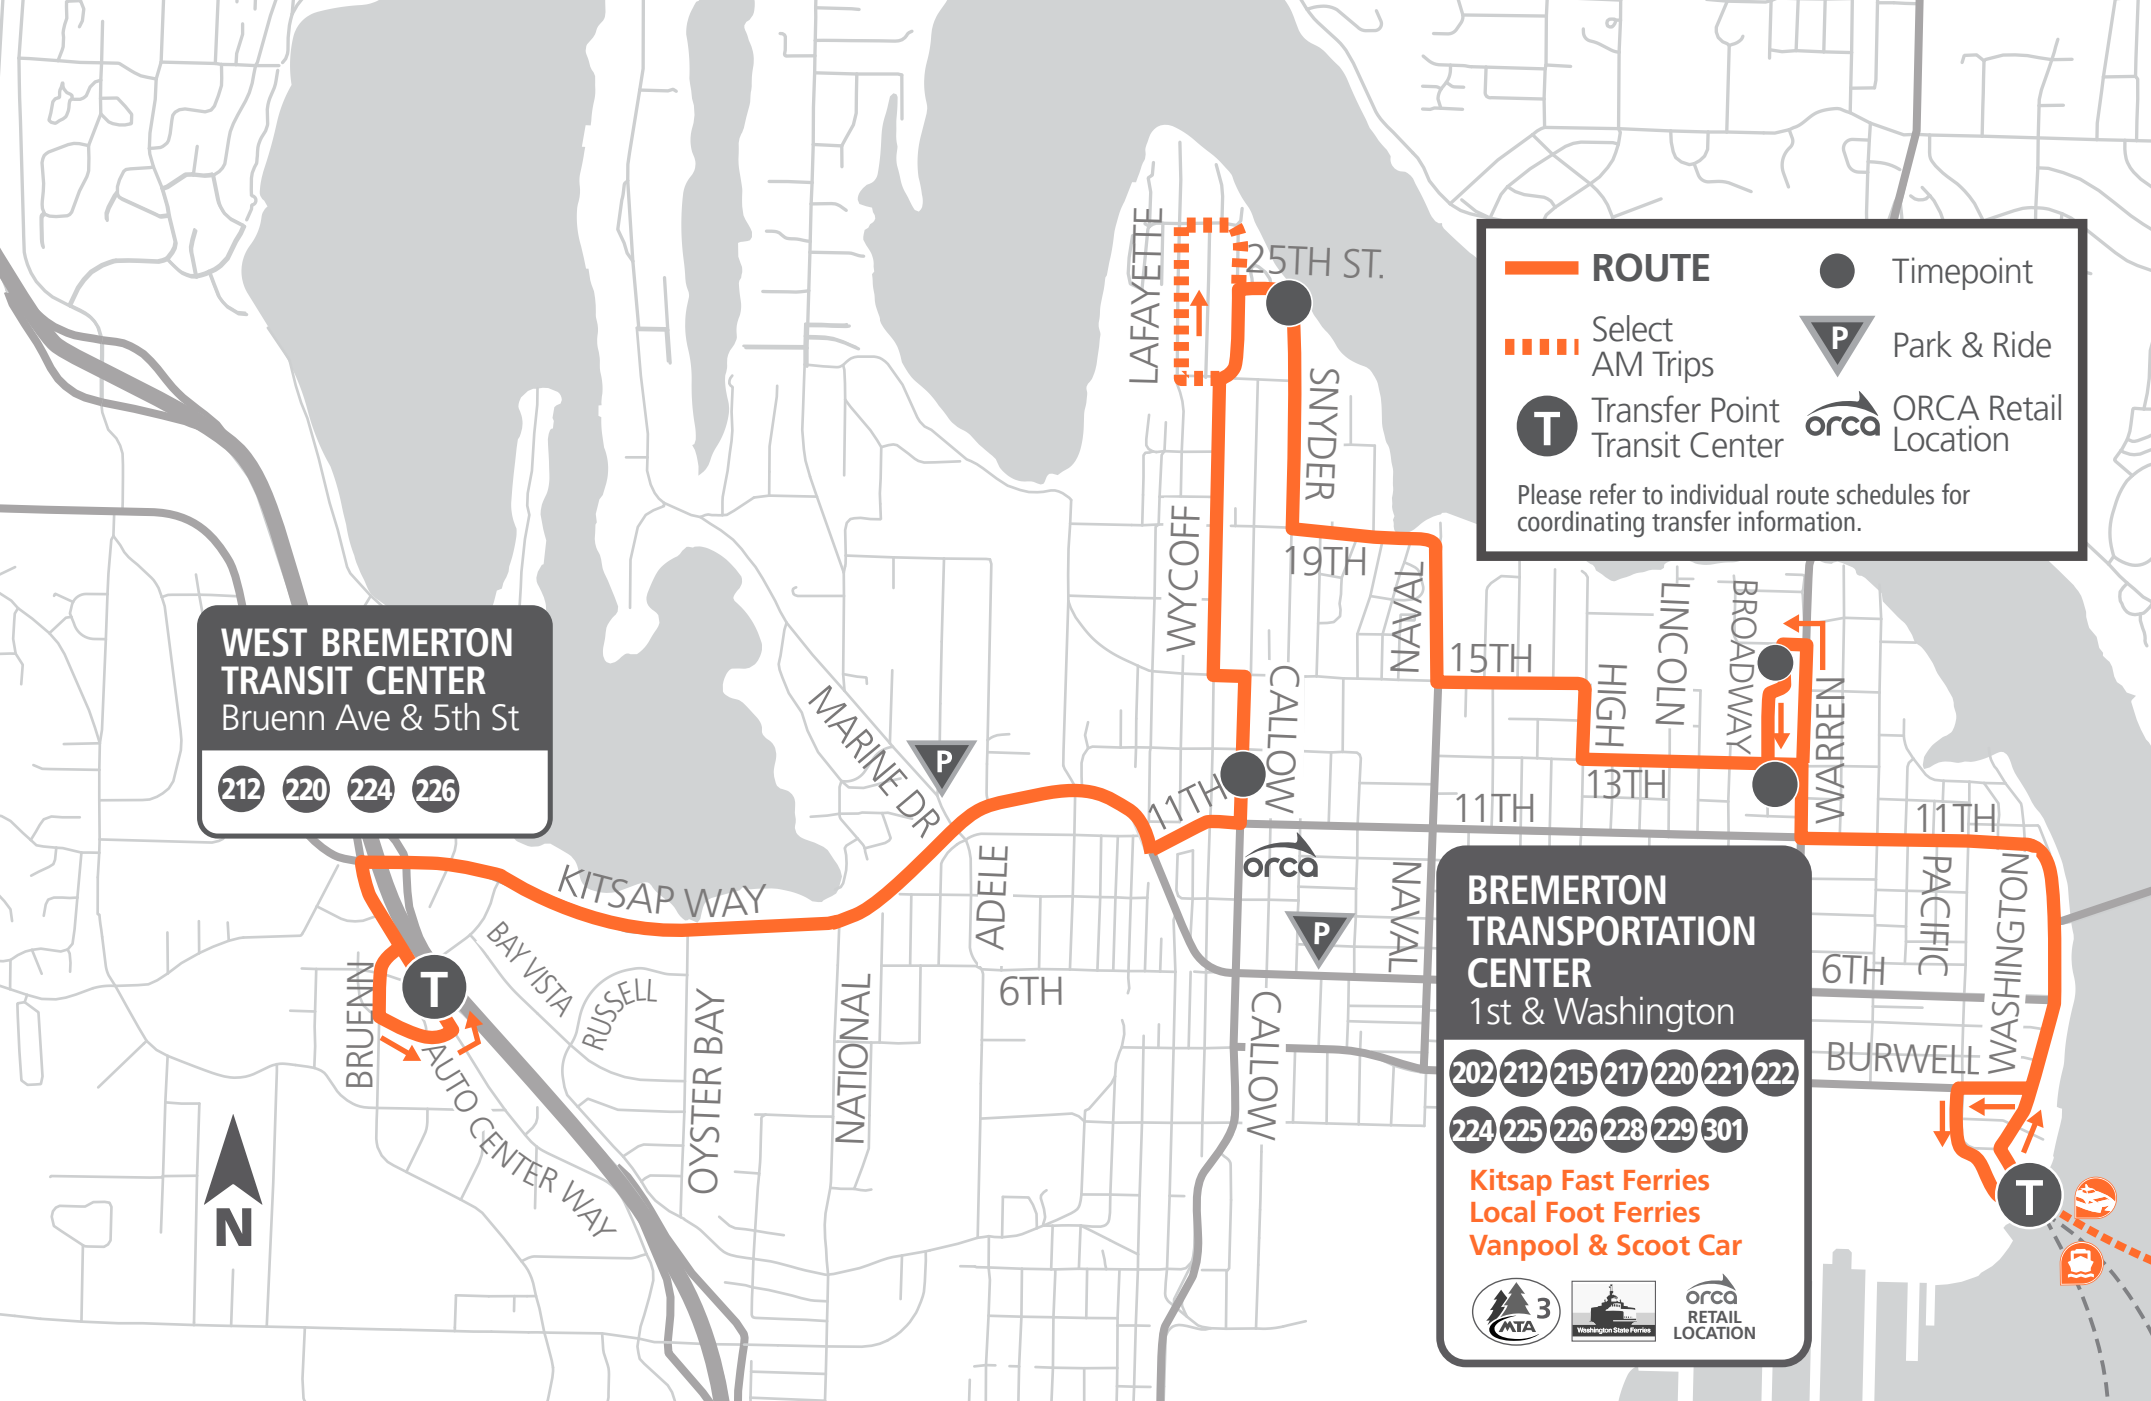 LAFAYETTE
25TH ST.
SNYDER
WYCOFF
19TH
NAVAL
15TH
HIGH
LINCOLN
BROADWAY
WARREN
13TH
11TH
11TH
CALLOW
11TH
MARINE DR
P
KITSAP WAY
ADELE
6TH
BAY VISTA
RUSSELL
OYSTER BAY
NATIONAL
BRUENN
T
AUTO CENTER WAY
N
orca
P
NAVAL
CALLOW
PACIFIC
WASHINGTON
6TH
BURWELL
T
ROUTE
Select
AM Trips
T
Transfer Point
Transit Center
Timepoint
P
Park & Ride
orca
ORCA Retail
Location
Please refer to individual route schedules for
coordinating transfer information.
WEST BREMERTON
TRANSIT CENTER
Bruenn Ave & 5th St
212 220 224 226
BREMERTON
TRANSPORTATION
CENTER
1st & Washington
202 212 215 217 220 221 222
224 225 226 228 229 301
Kitsap Fast Ferries
Local Foot Ferries
Vanpool & Scoot Car
3
MTA
Washington State Ferries
orca
RETAIL
LOCATION